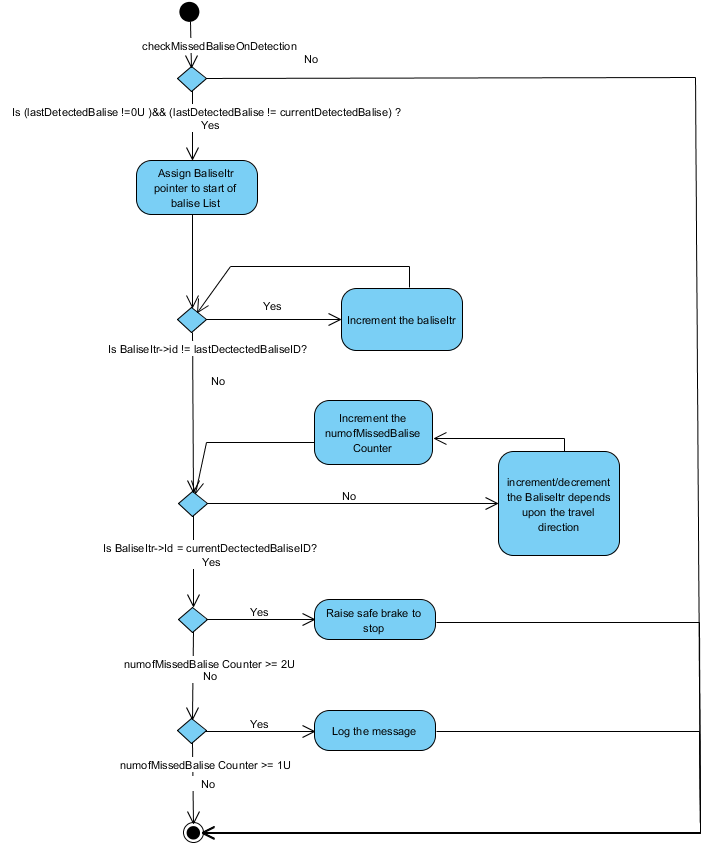 checkMissedBaliseOnDetection
No
Is (lastDetectedBalise !=0U )&& (lastDetectedBalise != currentDetectedBalise) ?
Yes
Assign BaliseItr
pointer to start of
balise List
Yes
Increment the baliseItr
Is BaliseItr->id != lastDectectedBaliseID?
No
Increment the
numofMissedBalise
Counter
increment/decrement
the BaliseItr depends
upon the travel
direction
No
Is BaliseItr->Id = currentDectectedBaliseID?
Yes
Yes
Raise safe brake to
stop
numofMissedBalise Counter >= 2U
No
Yes
Log the message
numofMissedBalise Counter >= 1U
No